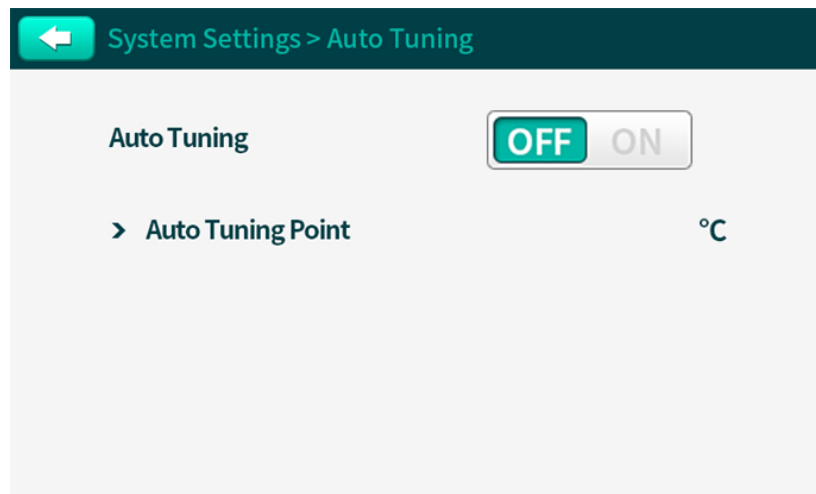 System Settings > Auto Tuning
Auto Tuning OFF ON
> Auto Tuning Point °C